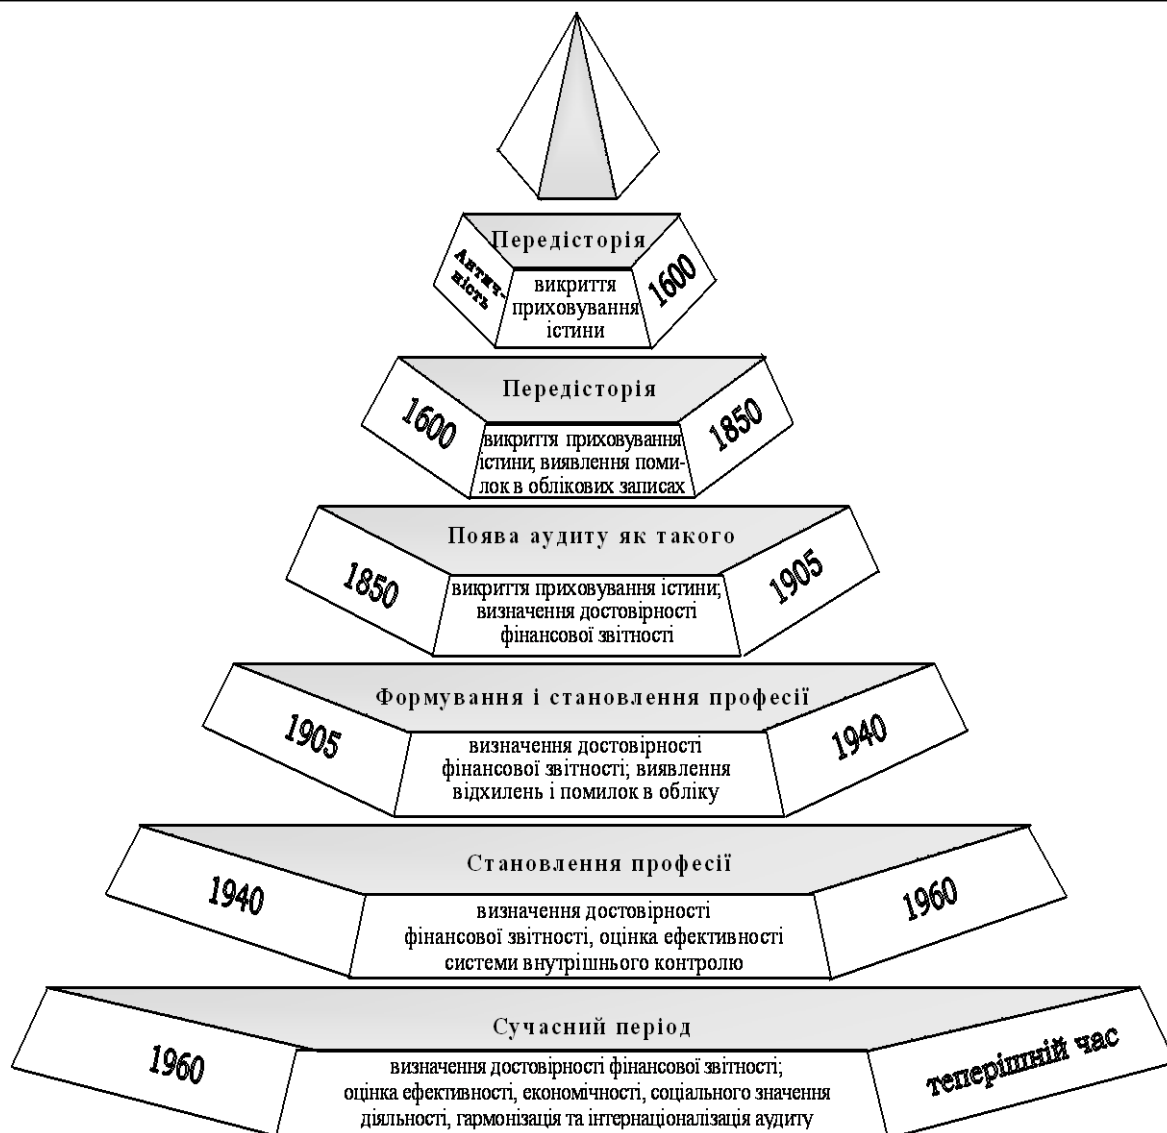 Передісторія
Антич-
ність
1600
викриття
приховування
істини
Передісторія
1600
1850
викриття приховування
істини; виявлення поми-
лок в облікових записах
Поява аудиту як такого
1850
1905
викриття приховування істини;
визначення достовірності
фінансової звітності
Формування і становлення професії
1905
1940
визначення достовірності
фінансової звітності; виявлення
відхилень і помилок в обліку
Становлення професії
1940
1960
визначення достовірності
фінансової звітності, оцінка ефективності
системи внутрішнього контролю
Сучасний період
1960
теперішній час
визначення достовірності фінансової звітності;
оцінка ефективності, економічності, соціального значення
діяльності, гармонізація та інтернаціоналізація аудиту